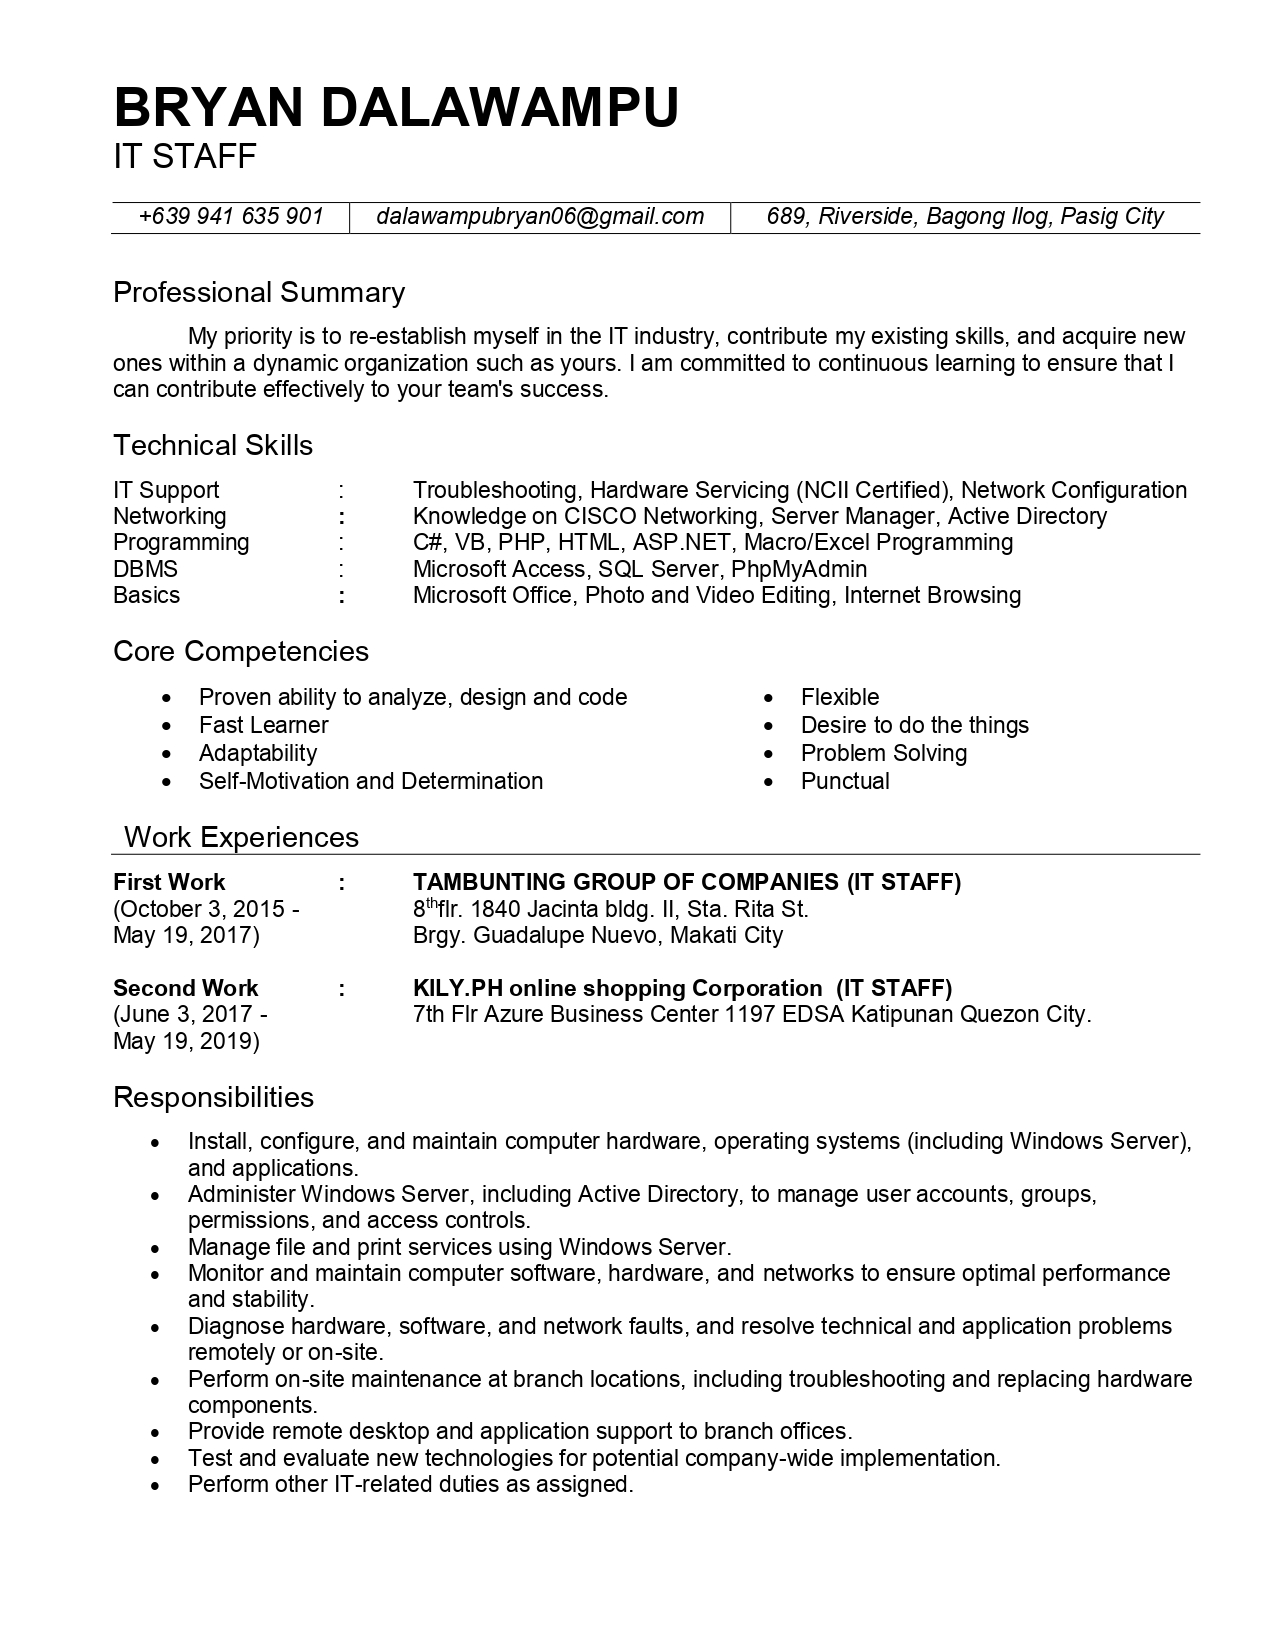 BRYAN DALAWAMPU
IT STAFF
+639 941 635 901 dalawampubryan06@gmail.com 689, Riverside, Bagong Ilog, Pasig City
Professional Summary
My priority is to re-establish myself in the IT industry, contribute my existing skills, and acquire new
ones within a dynamic organization such as yours. I am committed to continuous learning to ensure that I
can contribute effectively to your team's success.
Technical Skills
IT Support : Troubleshooting, Hardware Servicing (NCII Certified), Network Configuration
Networking : Knowledge on CISCO Networking, Server Manager, Active Directory
Programming : C#, VB, PHP, HTML, ASP.NET, Macro/Excel Programming
DBMS : Microsoft Access, SQL Server, PhpMyAdmin
Basics : Microsoft Office, Photo and Video Editing, Internet Browsing
Core Competencies
• Proven ability to analyze, design and code
• Fast Learner
• Adaptability
• Self-Motivation and Determination
• Flexible
• Desire to do the things
• Problem Solving
• Punctual
Work Experiences
First Work : TAMBUNTING GROUP OF COMPANIES (IT STAFF)
(October 3, 2015 - 8thflr. 1840 Jacinta bldg. II, Sta. Rita St.
May 19, 2017) Brgy. Guadalupe Nuevo, Makati City
Second Work : KILY.PH online shopping Corporation (IT STAFF)
(June 3, 2017 - 7th Flr Azure Business Center 1197 EDSA Katipunan Quezon City.
May 19, 2019)
Responsibilities
• Install, configure, and maintain computer hardware, operating systems (including Windows Server),
and applications.
• Administer Windows Server, including Active Directory, to manage user accounts, groups,
permissions, and access controls.
• Manage file and print services using Windows Server.
• Monitor and maintain computer software, hardware, and networks to ensure optimal performance
and stability.
• Diagnose hardware, software, and network faults, and resolve technical and application problems
remotely or on-site.
• Perform on-site maintenance at branch locations, including troubleshooting and replacing hardware
components.
• Provide remote desktop and application support to branch offices.
• Test and evaluate new technologies for potential company-wide implementation.
• Perform other IT-related duties as assigned.